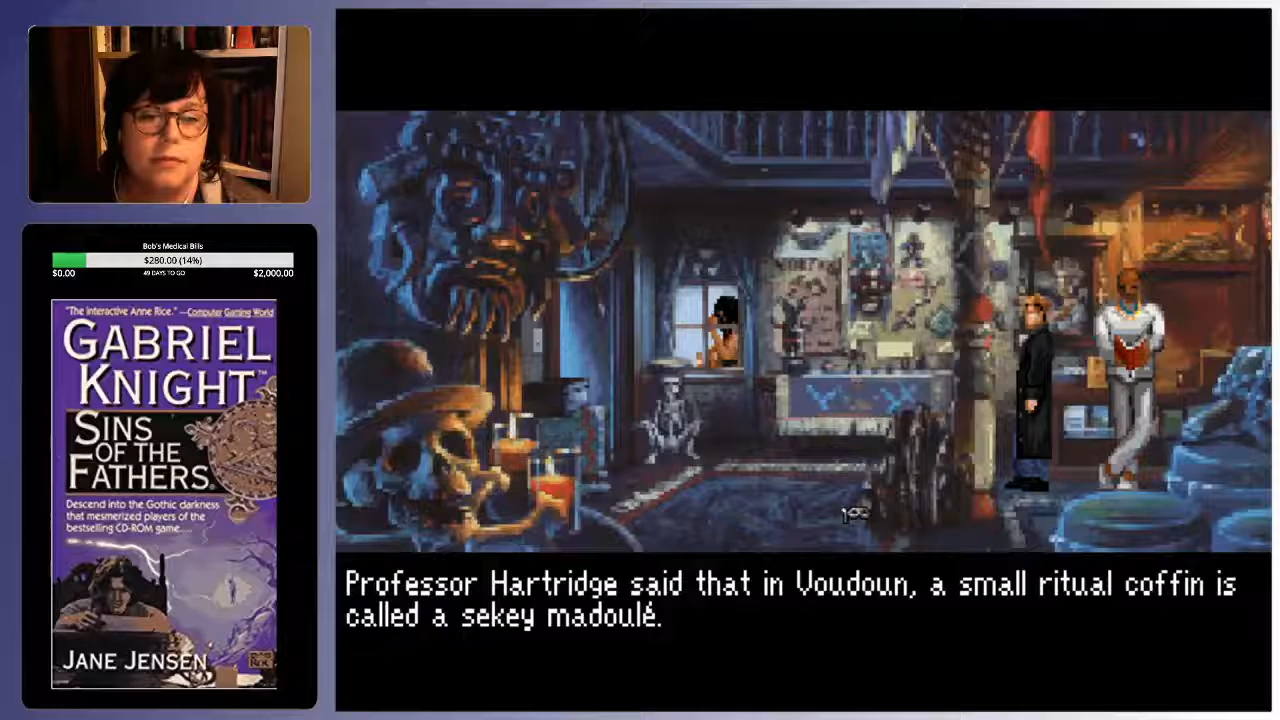 Bob's Medical Bills
$280.00 (14%)
$0.00 49 DAYS TO GO $2,000.00
"The Interactive Anne Rice." —Computer Gaming World
GABRIEL
KNIGHT™
SINS
OF THE
FATHERS.
Descend into the Gothic darkness
that mesmerized players of the
bestselling CD-ROM game....
JANE JENSEN
ROC
Professor Hartridge said that in Voudoun, a small ritual coffin is
called a sekey madoulé.